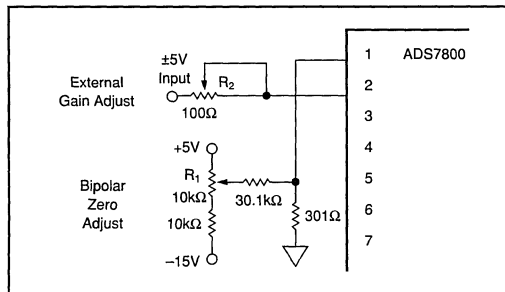 External
Gain Adjust
±5V
Input
R2
100Ω
Bipolar
Zero
Adjust
+5V
R1
10kΩ
10kΩ
–15V
30.1kΩ
301Ω
ADS7800
1
2
3
4
5
6
7